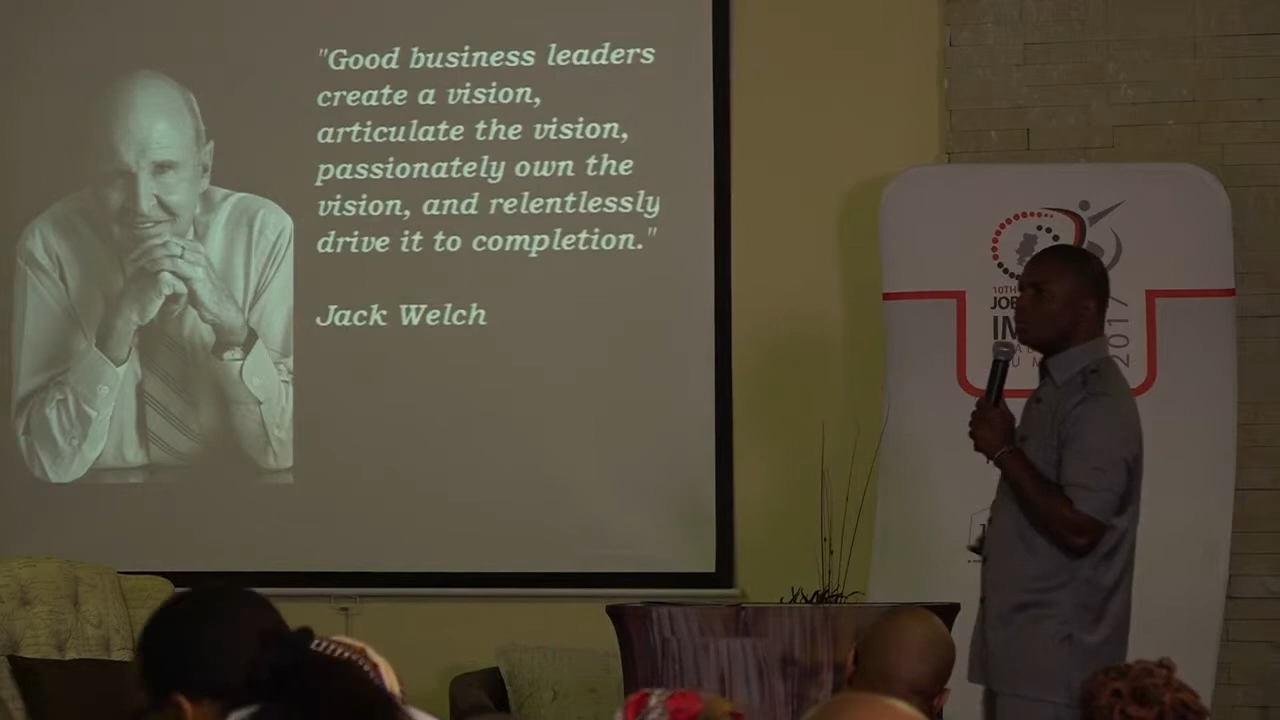 "Good business leaders
create a vision,
articulate the vision,
passionately own the
vision, and relentlessly
drive it to completion."
Jack Welch
10TH
2017